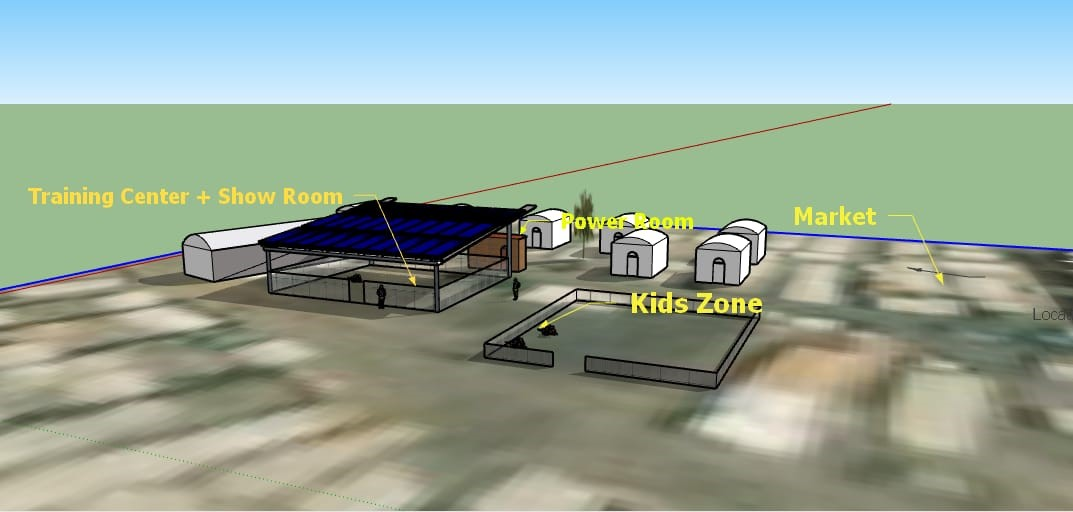 Training Center + Show Room
Power Room
Market
Kids Zone